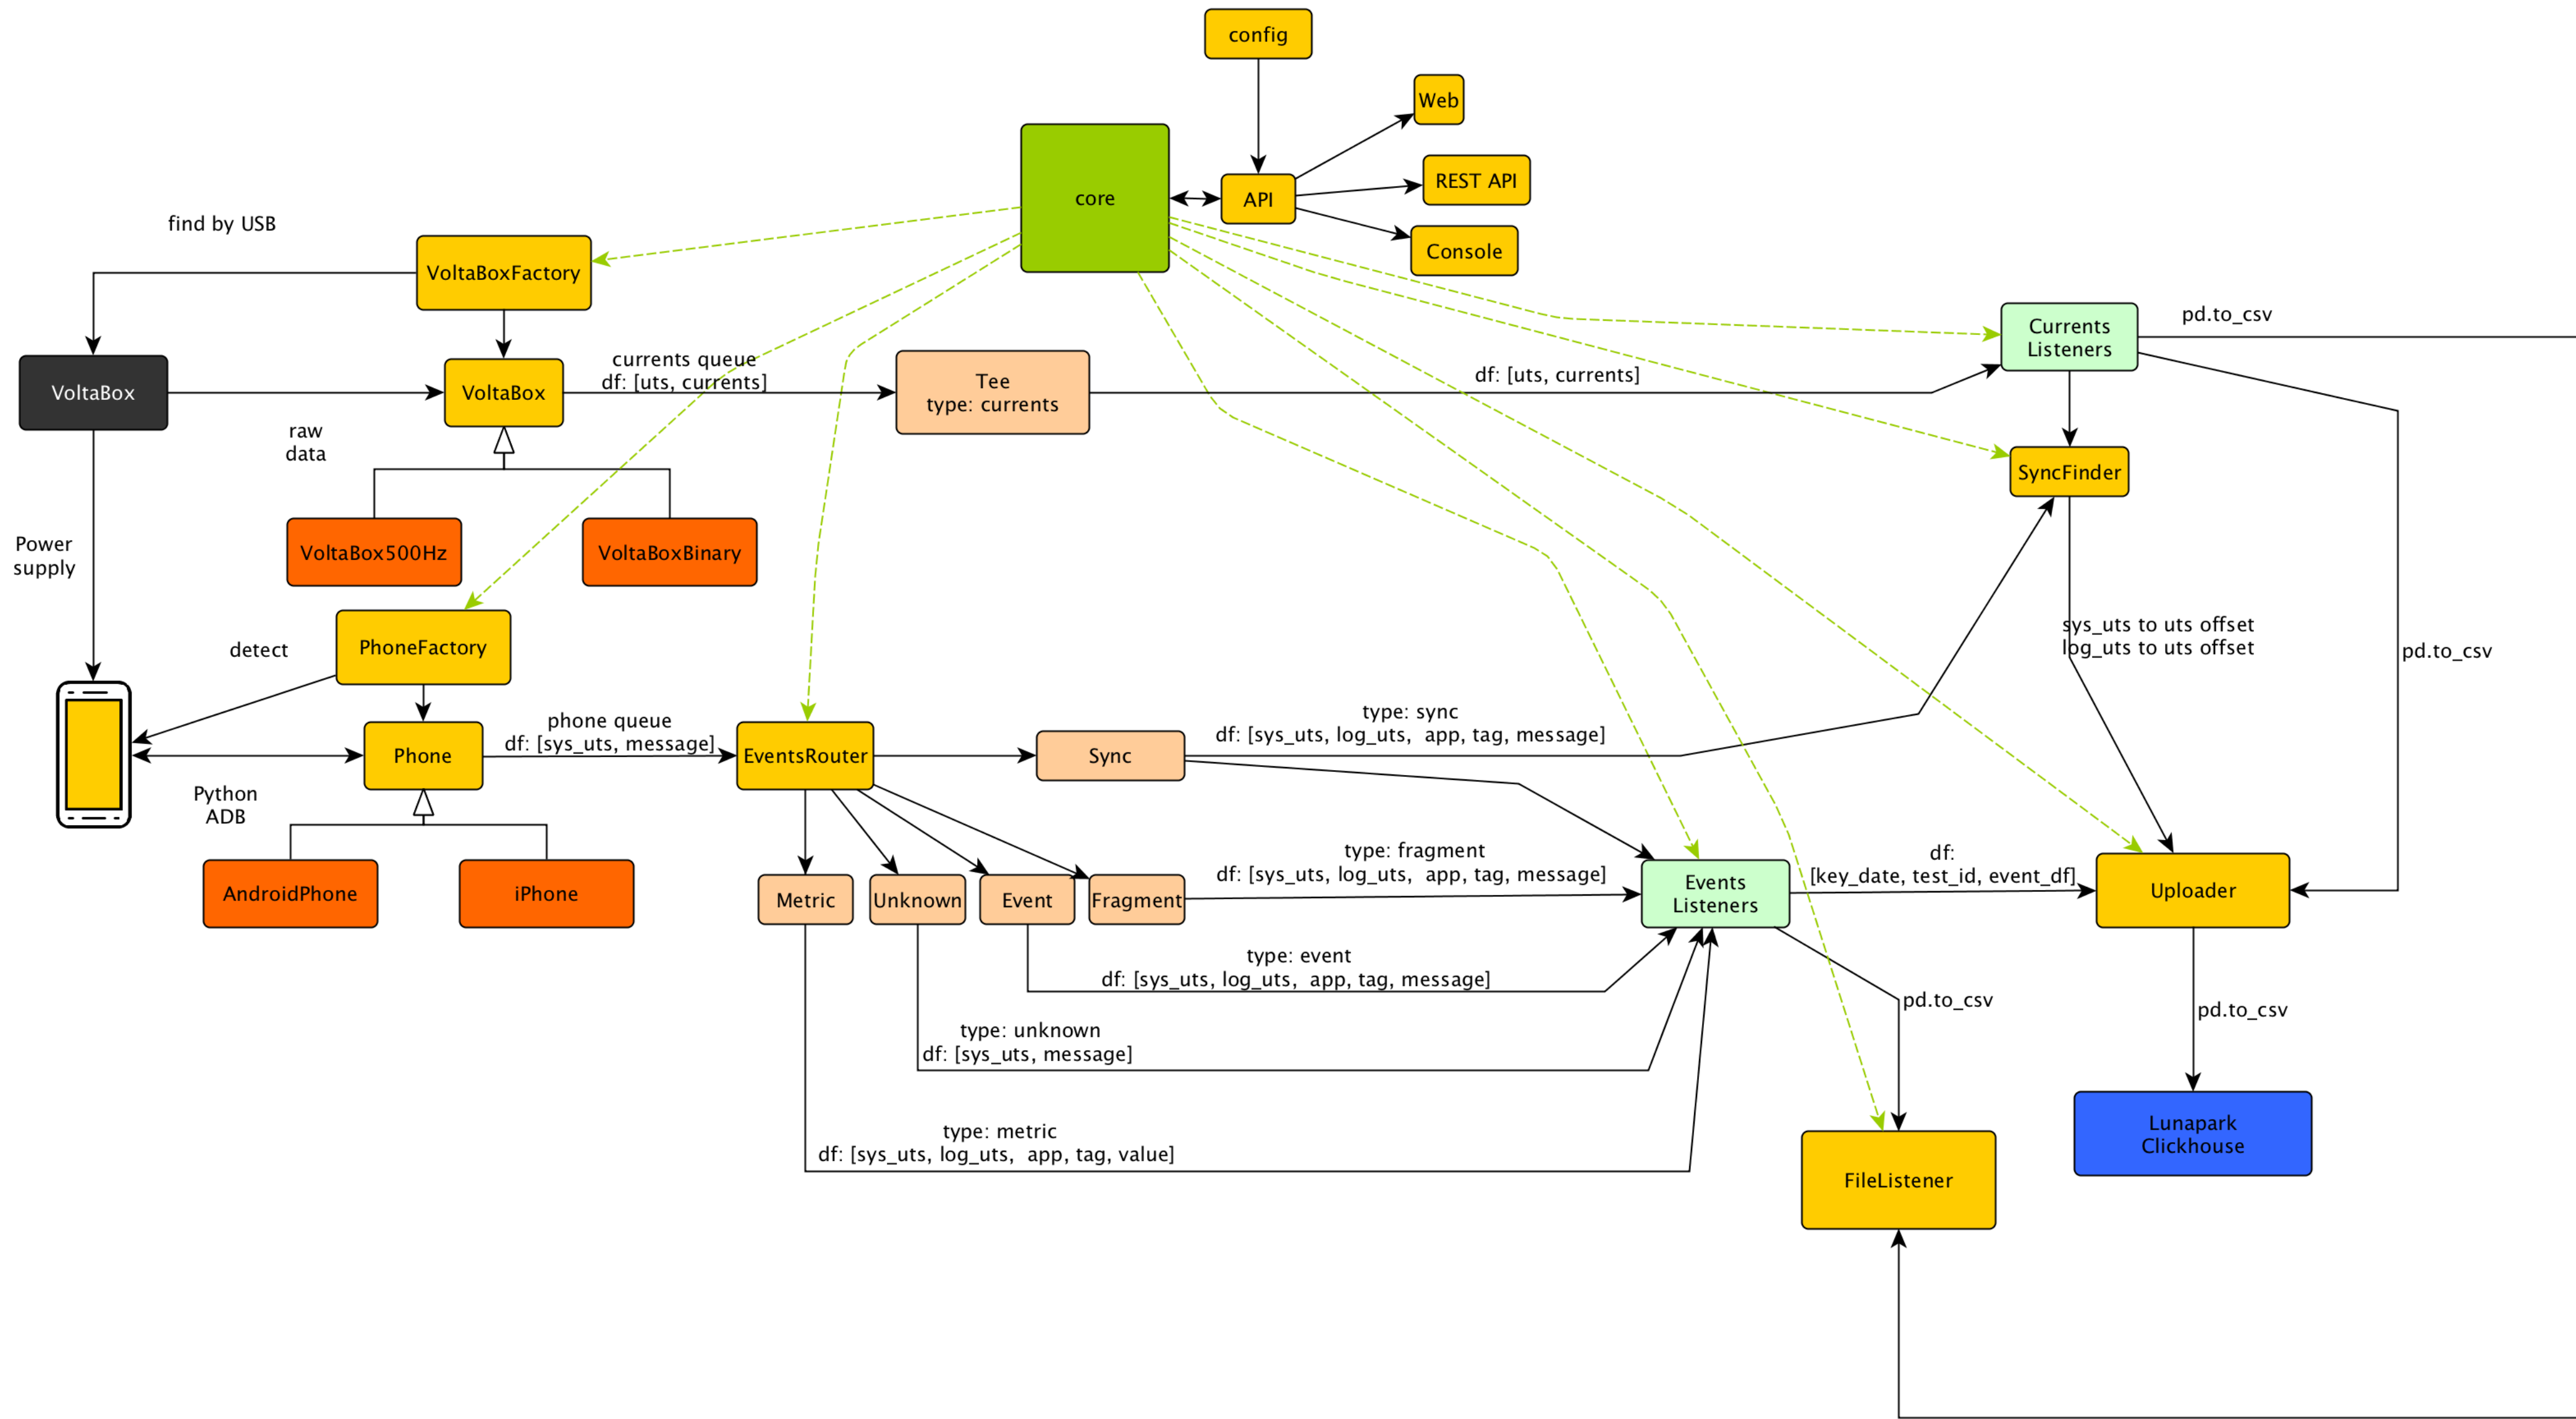 config
Web
core
REST API
API
Console
find by USB
VoltaBoxFactory
pd.to_csv
Currents
Listeners
currents queue
df: [uts, currents]
VoltaBox
VoltaBox
Tee
type: currents
df: [uts, currents]
raw
data
SyncFinder
Power
supply
VoltaBox500Hz
VoltaBoxBinary
sys_uts to uts offset
log_uts to uts offset
pd.to_csv
detect
PhoneFactory
phone queue
df: [sys_uts, message]
type: sync
df: [sys_uts, log_uts,  app, tag, message]
Phone
EventsRouter
Sync
Python
ADB
type: fragment
df: [sys_uts, log_uts,  app, tag, message]
df:
[key_date, test_id, event_df]
AndroidPhone
iPhone
Metric
Unknown
Event
Fragment
Events
Listeners
Uploader
type: event
df: [sys_uts, log_uts,  app, tag, message]
pd.to_csv
pd.to_csv
type: unknown
df: [sys_uts, message]
type: metric
df: [sys_uts, log_uts,  app, tag, value]
Lunapark
Clickhouse
FileListener